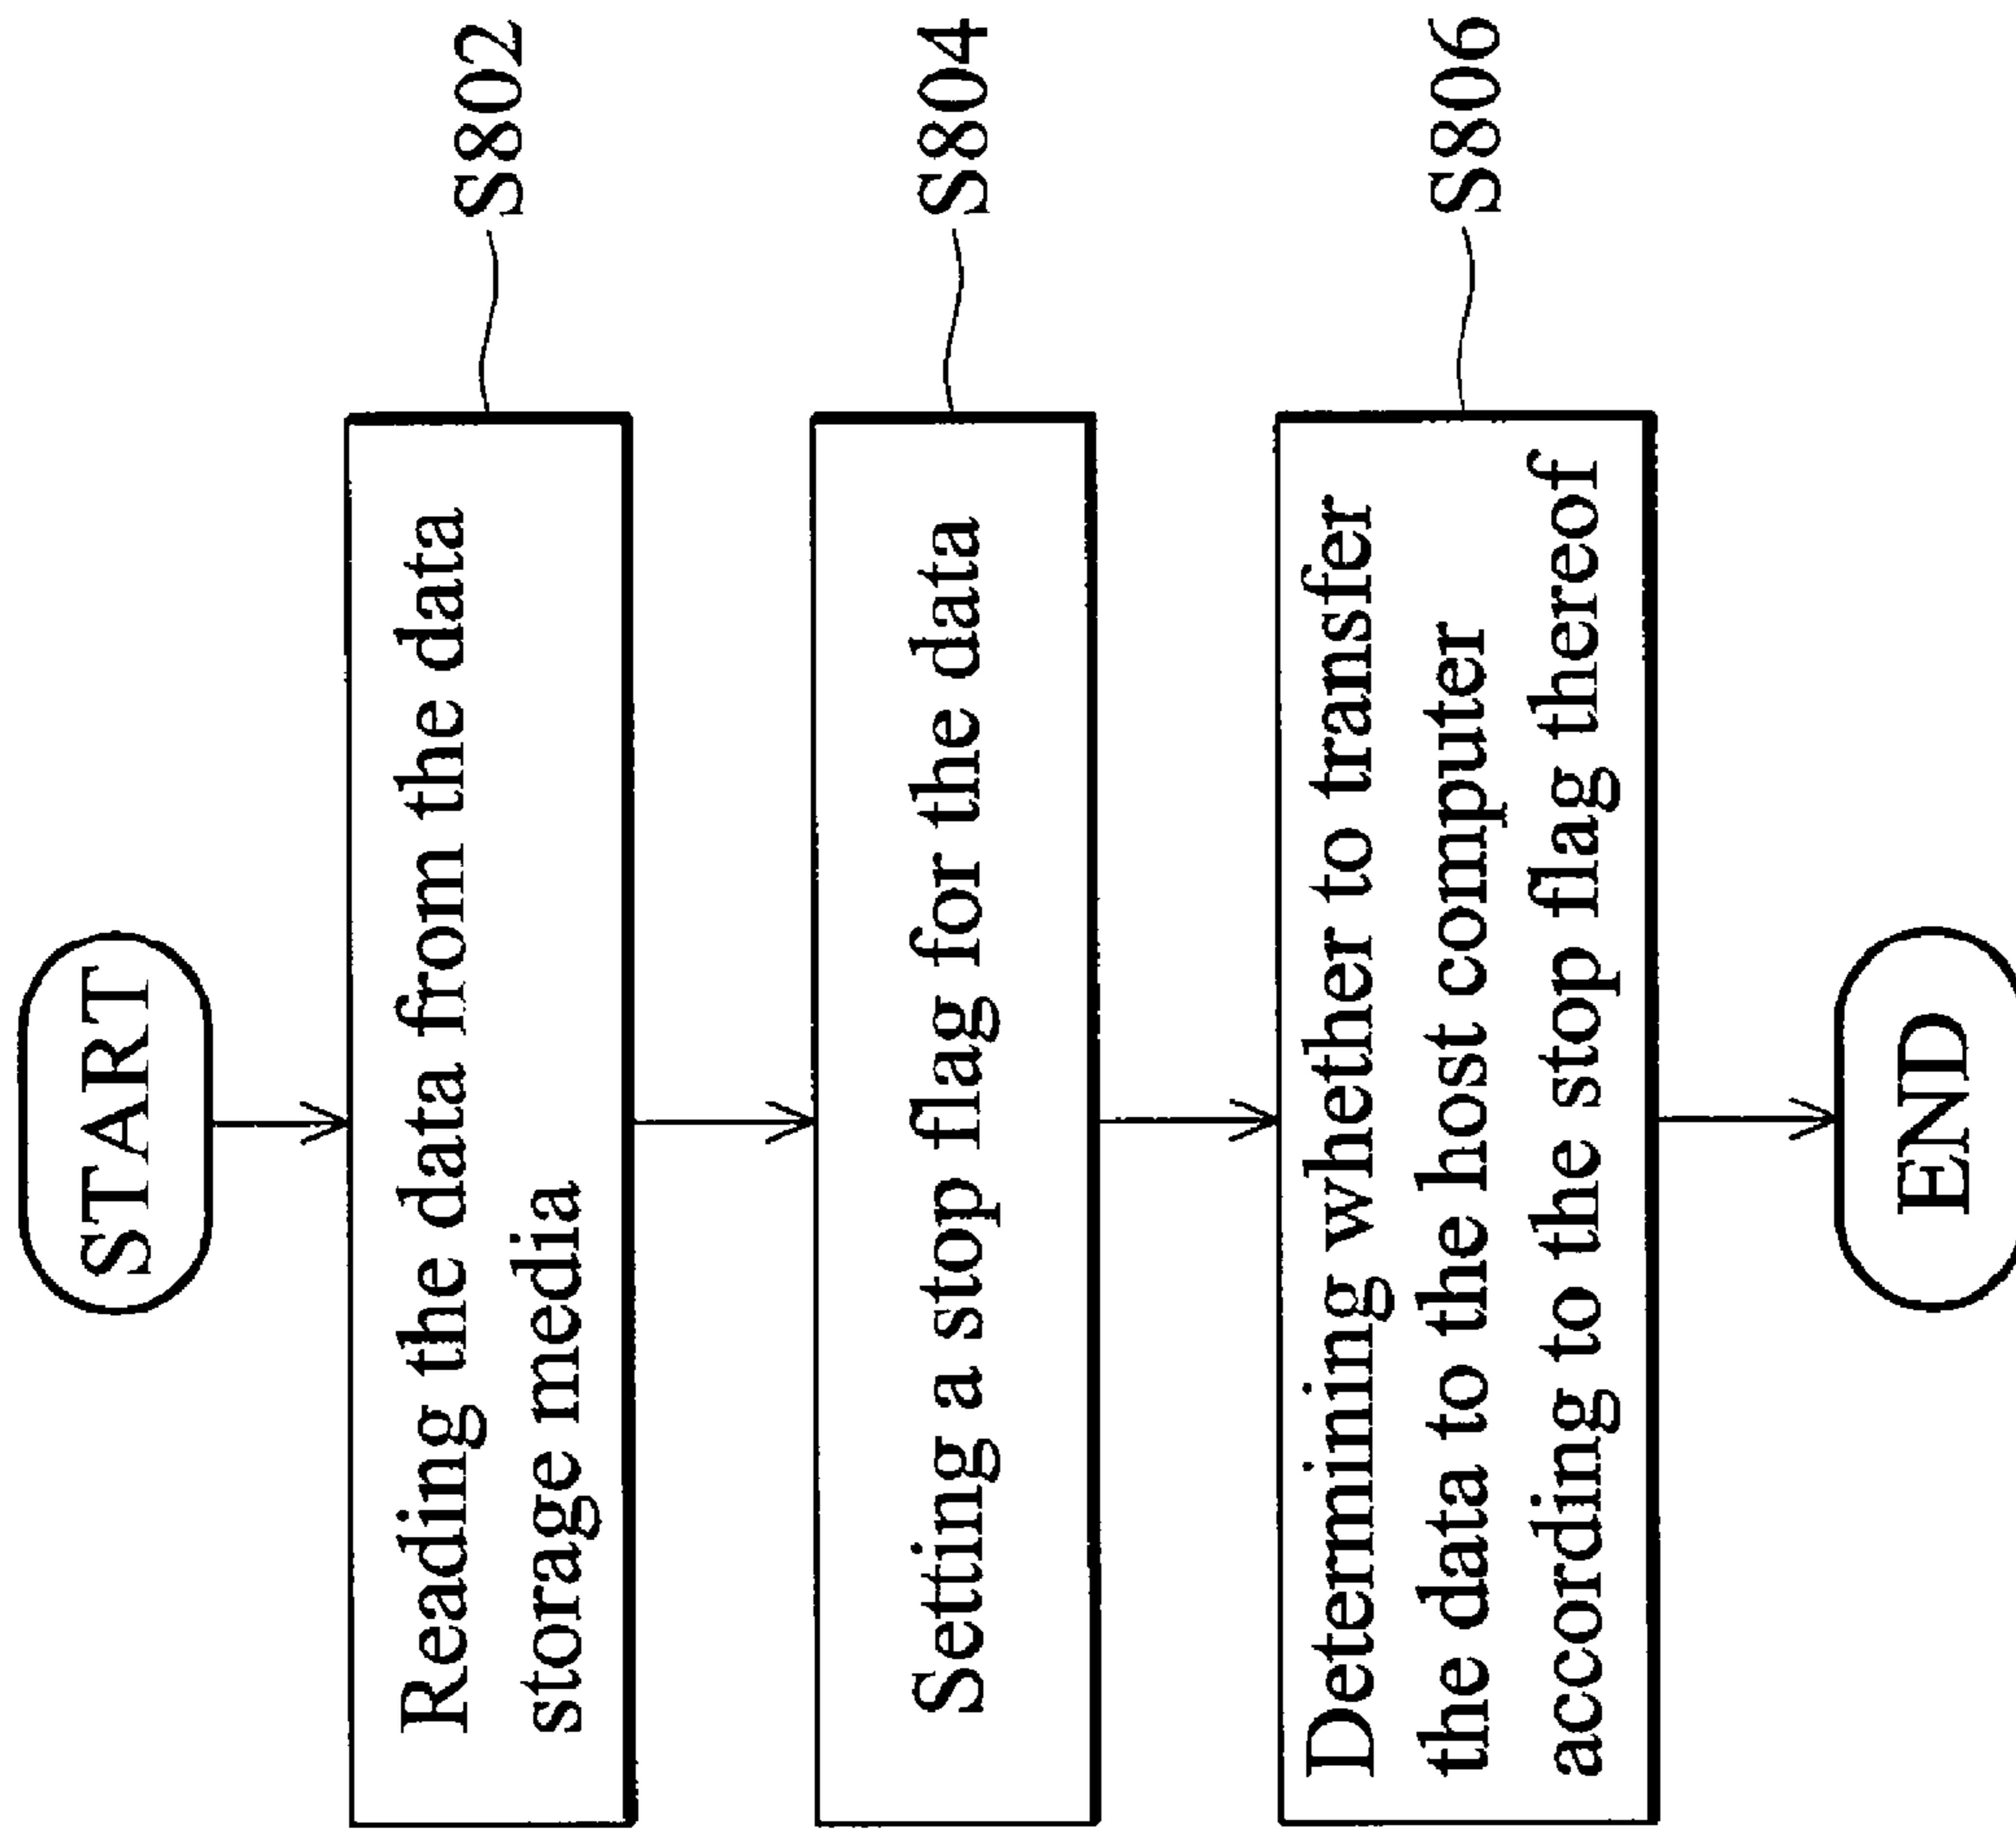 START
Reading the data from the data
storage media
S802
Setting a stop flag for the data
S804
Determining whether to transfer
the data to the host computer
according to the stop flag thereof
S806
END